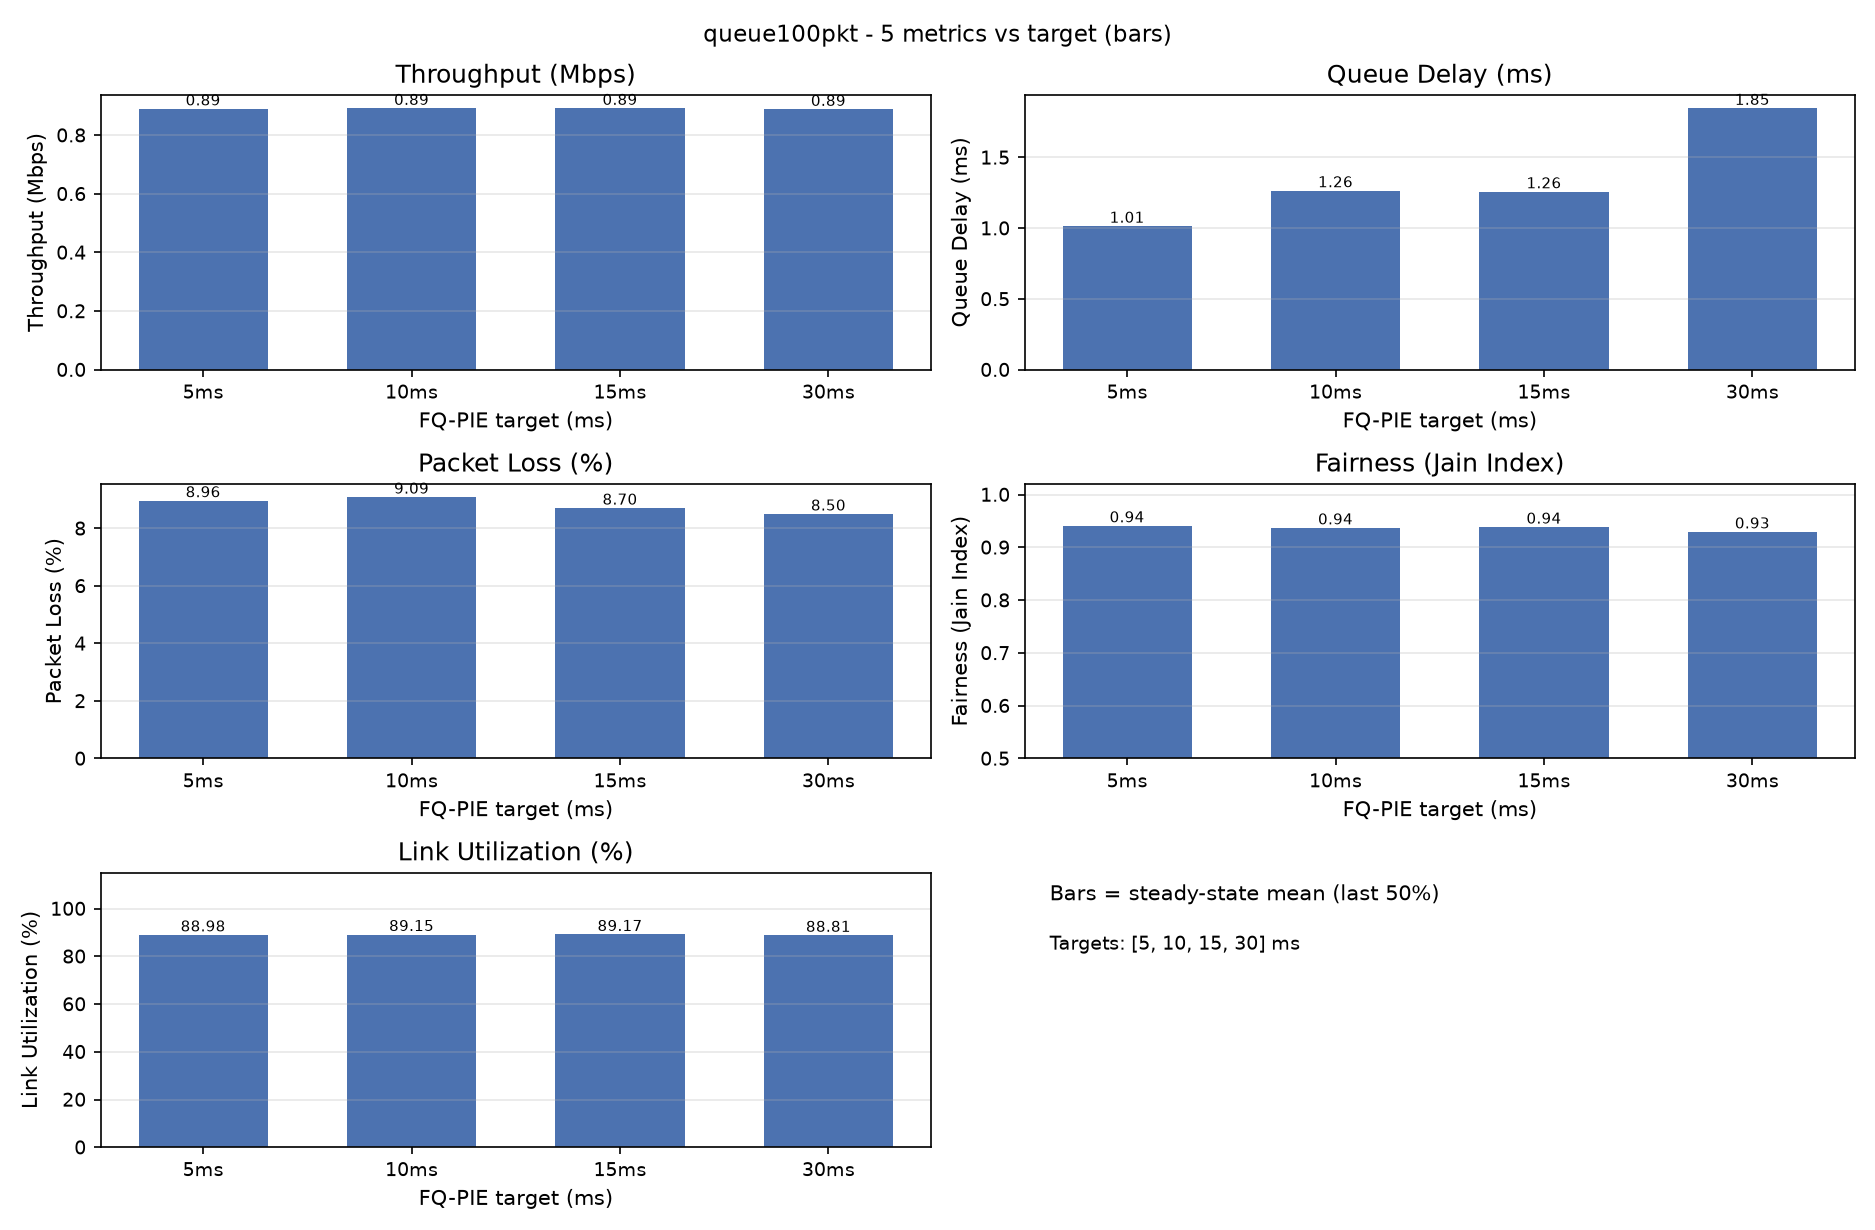 queue100pkt - 5 metrics vs target (bars)
Throughput (Mbps)
Throughput (Mbps)
0.8
0.6
0.4
0.2
0.0
0.89 0.89 0.89 0.89
5ms 10ms 15ms 30ms
FQ-PIE target (ms)
Queue Delay (ms)
Queue Delay (ms)
1.5
1.0
0.5
0.0
1.01 1.26 1.26 1.85
5ms 10ms 15ms 30ms
FQ-PIE target (ms)
Packet Loss (%)
Packet Loss (%)
8
6
4
2
0
8.96 9.09 8.70 8.50
5ms 10ms 15ms 30ms
FQ-PIE target (ms)
Fairness (Jain Index)
Fairness (Jain Index)
1.0
0.9
0.8
0.7
0.6
0.5
0.94 0.94 0.94 0.93
5ms 10ms 15ms 30ms
FQ-PIE target (ms)
Link Utilization (%)
Link Utilization (%)
100
80
60
40
20
0
88.98 89.15 89.17 88.81
5ms 10ms 15ms 30ms
FQ-PIE target (ms)
Bars = steady-state mean (last 50%)
Targets: [5, 10, 15, 30] ms